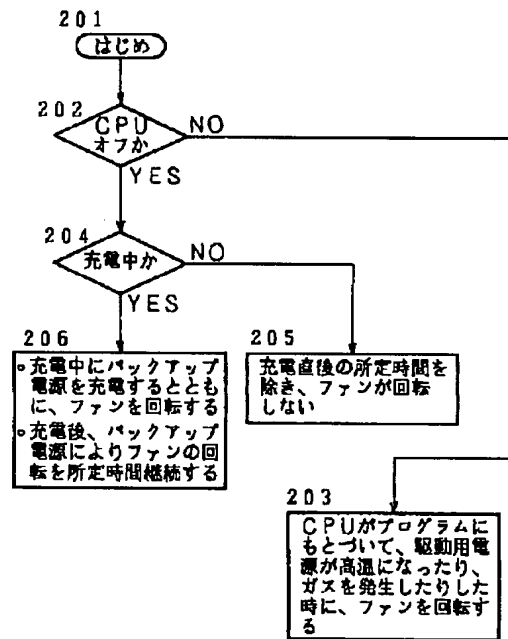 201
はじめ
202
CPU
オフか
NO
YES
204
充電中か
NO
YES
206
○充電中にバックアップ
電源を充電するととも
に、ファンを回転する
○充電後、バックアップ
電源によりファンの回
転を所定時間継続する
205
充電直後の所定時間を
除き、ファンが回転
しない
203
CPUがプログラムに
もとづいて、駆動用電
源が高温になったり、
ガスを発生したりした
時に、ファンを回転す
る